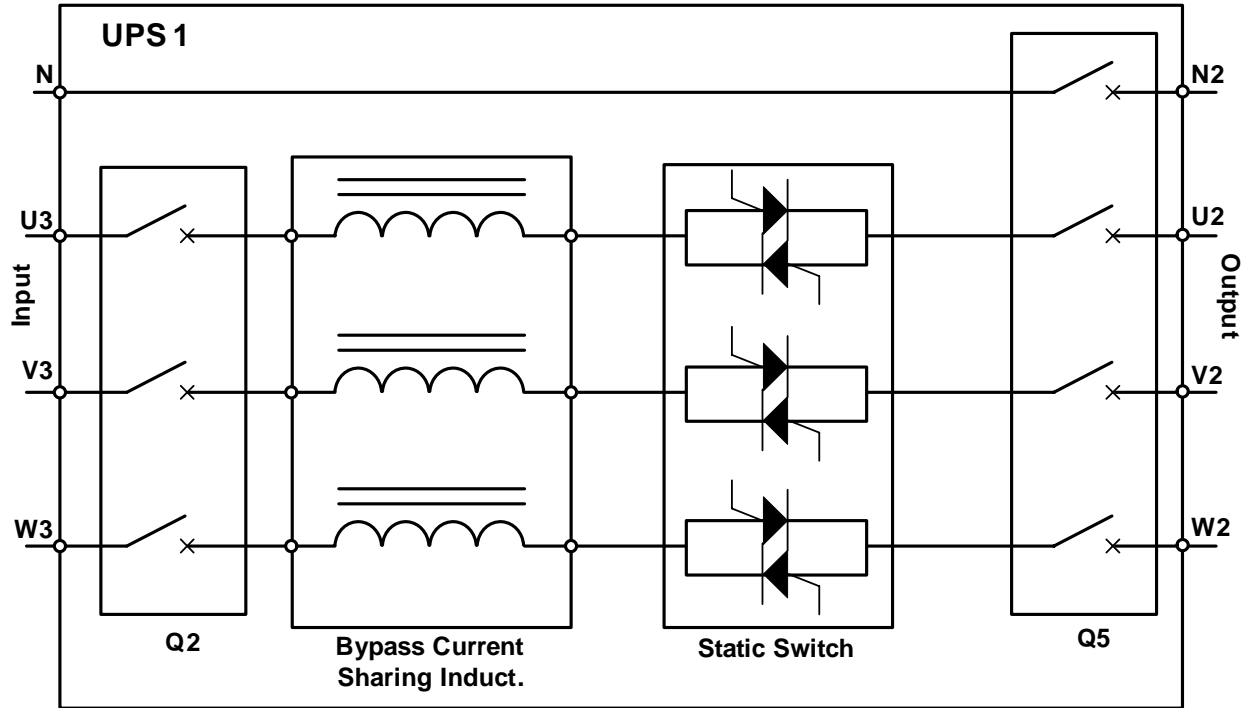 UPS 1
N
N2
U3
U2
Input
Output
V3
V2
W3
W2
Q2
Bypass Current
Sharing Induct.
Static Switch
Q5